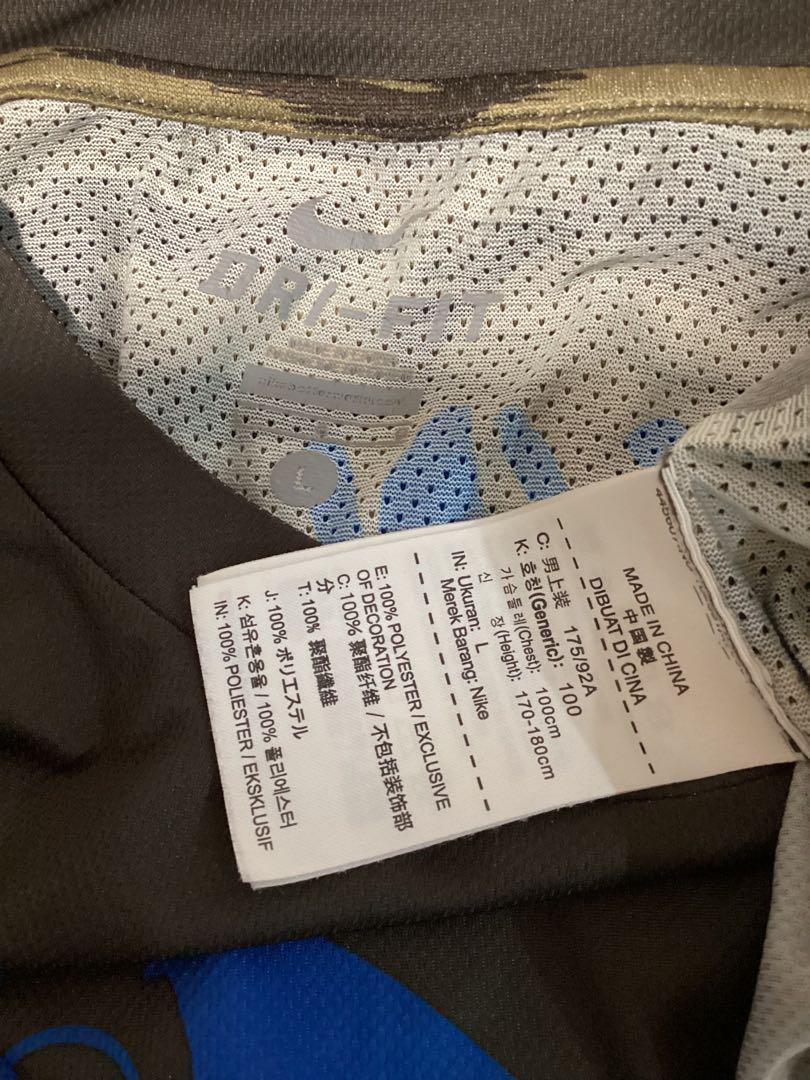 DRI-FIT
L
MADE IN CHINA
中国製
DIBUAT DI CINA
C: 男上装 175/92A
K: 호칭(Generic): 100
가슴둘레(Chest): 100cm
신 장(Height): 170-180cm
IN: Ukuran: L
Merek Barang: Nike
E: 100% POLYESTER / EXCLUSIVE
OF DECORATION
C: 100% 聚酯纤维 / 不包括装饰部
分
T: 100% 聚酯纖維
J: 100% ポリエステル
K: 섬유혼용율 / 100% 폴리에스터
IN: 100% POLIESTER / EKSKLUSIF